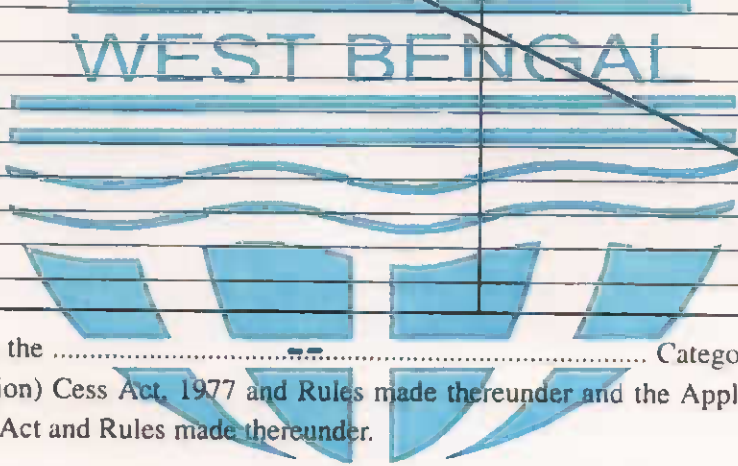 WEST BENGAL
the ............................--............................ Catego
ion) Cess Act, 1977 and Rules made thereunder and the Appl
Act and Rules made thereunder.